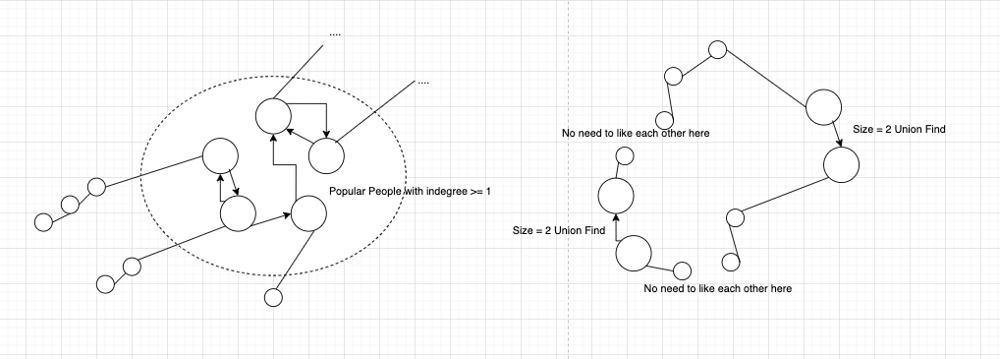 ....
....
Popular People with indegree >= 1
No need to like each other here
Size = 2 Union Find
Size = 2 Union Find
No need to like each other here